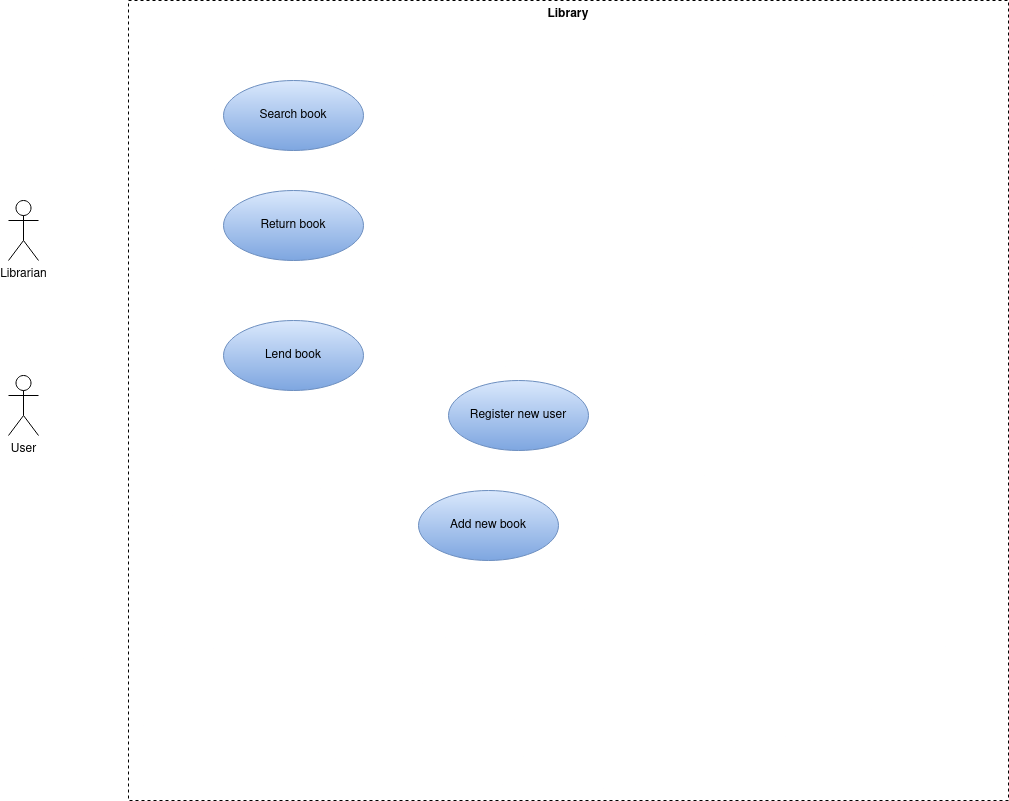 Library
Search book
Return book
Librarian
Lend book
Register new user
User
Add new book